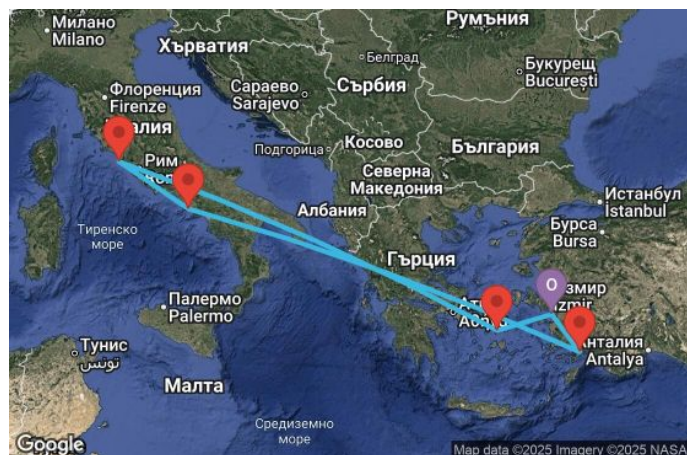 Милано
Milano
РУМЪНИЯ
ХЪРВАТИЯ
Белград
Букурещ
București
Флоренция
Firenze
Сараево
Sarajevo
СЪРБИЯ
Подгорица
КОСОВО
БЪЛГАРИЯ
Рим
СЕВЕРНА
МАКЕДОНИЯ
Истанбул
İstanbul
АЛБАНИЯ
Бурса
Bursa
Тиренско
море
ГЪРЦИЯ
O
Палермо
Palermo
Анталия
Antalya
Тунис
تونس
МАЛТА
Средиземно
море
Google
Map data ©2025 Imagery ©2025 NASA